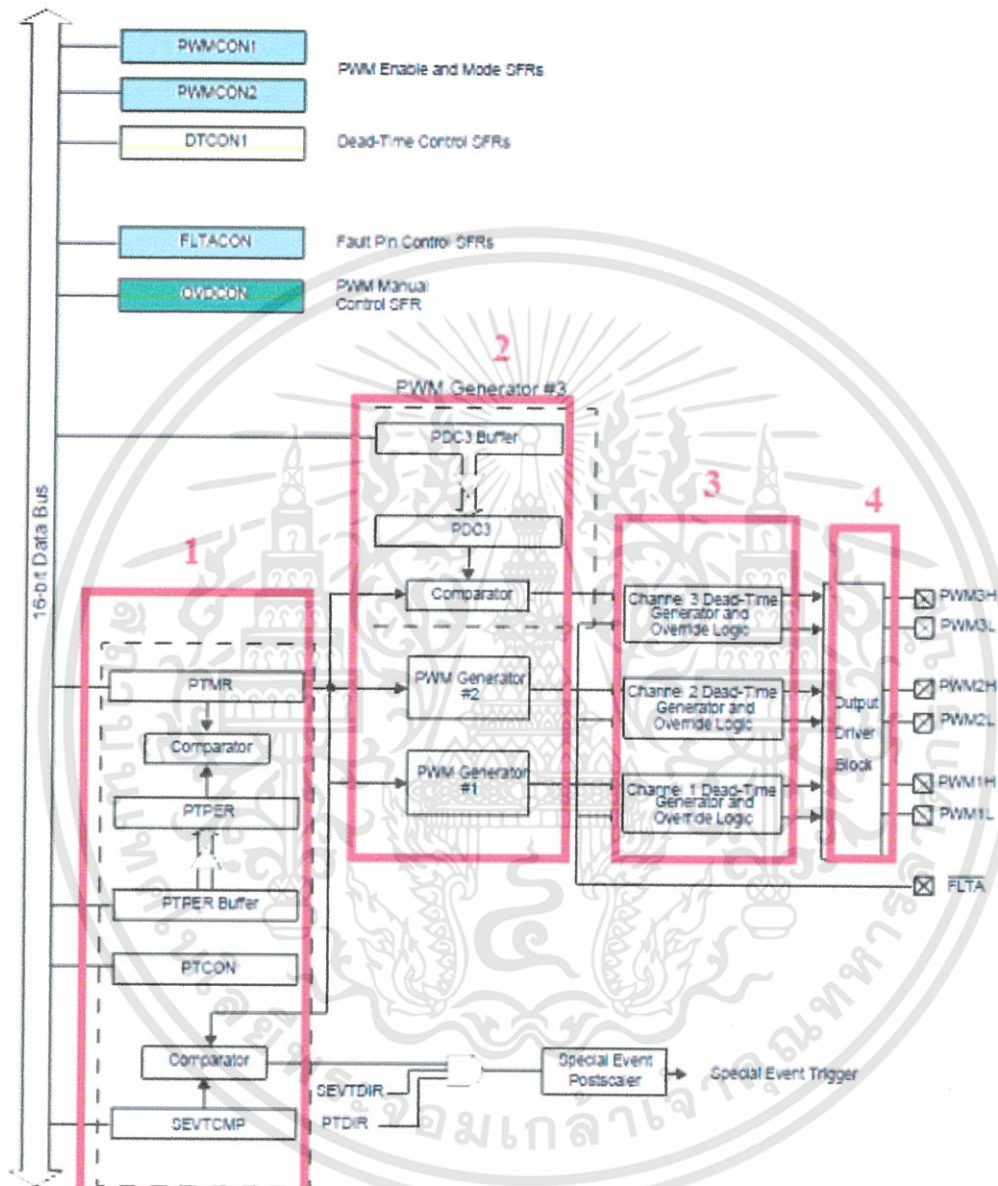 PWMCON1
PWM Enable and Mode SFRs
PWMCON2
DTCON1
Dead-Time Control SFRs
FLTACON
Fault Pin Control SFRs
OVDCON
PWM Manual
Control SFR
16-bit Data Bus
2
PWM Generator #3
PDC3 Buffer
PDC3
Comparator
PWM Generator
#2
PWM Generator
#1
3
Channel 3 Dead-Time
Generator and
Override Logic
Channel 2 Dead-Time
Generator and
Override Logic
Channel 1 Dead-Time
Generator and
Override Logic
4
Output
Driver
Block
PWM3H
PWM3L
PWM2H
PWM2L
PWM1H
PWM1L
FLTA
1
PTMR
Comparator
PTPER
PTPER Buffer
PTCON
Comparator
SEVTCMP
SEVTDIR
PTDIR
Special Event
Postscaler
Special Event Trigger